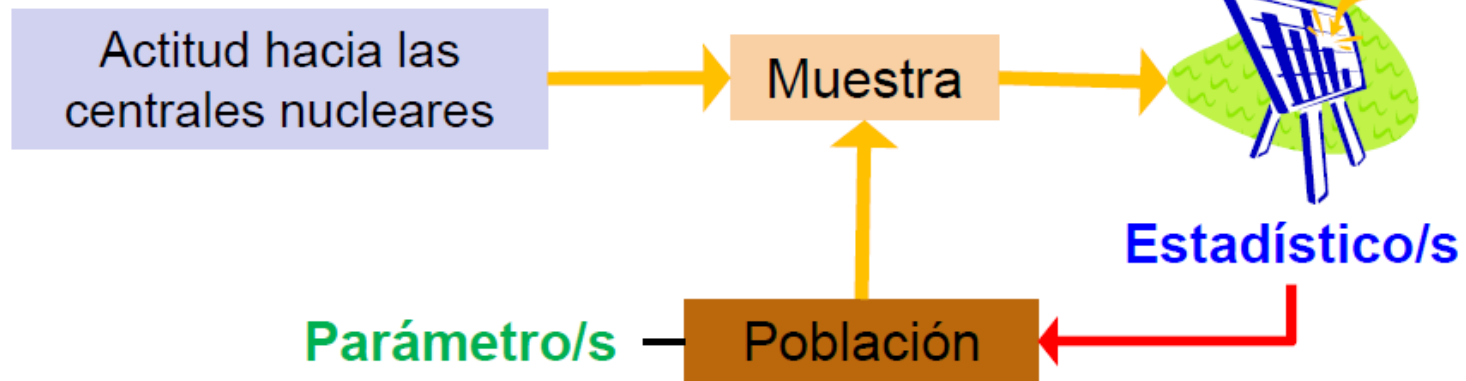 Actitud hacia las
centrales nucleares
Muestra
Estadístico/s
Parámetro/s
Población